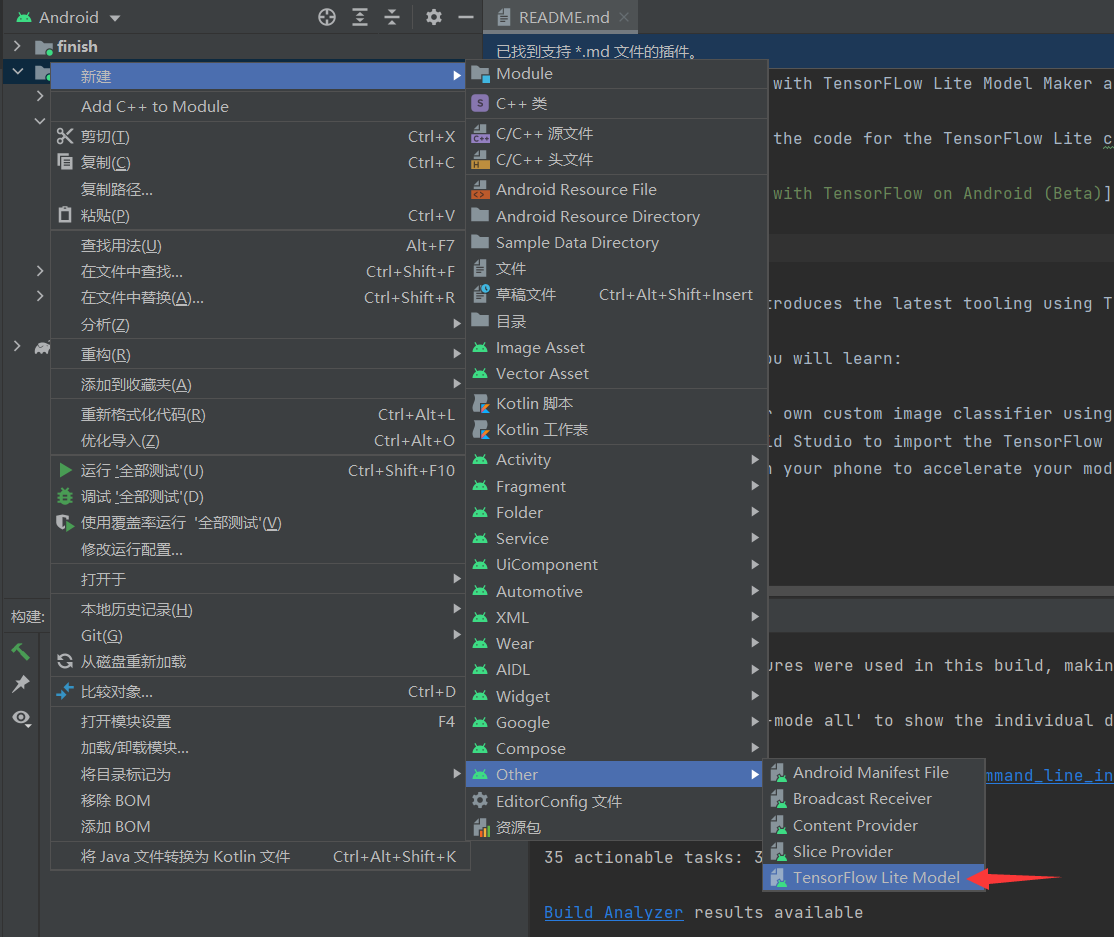 Android
README.md
finish
已找到支持 *.md 文件的插件。
新建
Add C++ to Module
剪切(T) Ctrl+X
复制(C) Ctrl+C
复制路径...
粘贴(P) Ctrl+V
查找用法(U) Alt+F7
在文件中查找... Ctrl+Shift+F
在文件中替换(A)... Ctrl+Shift+R
分析(Z)
重构(R)
添加到收藏夹(A)
重新格式化代码(R) Ctrl+Alt+L
优化导入(Z) Ctrl+Alt+O
运行 '全部测试'(U) Ctrl+Shift+F10
调试 '全部测试'(D)
使用覆盖率运行 '全部测试'(V)
修改运行配置...
打开于
本地历史记录(H)
Git(G)
从磁盘重新加载
比较对象... Ctrl+D
打开模块设置 F4
加载/卸载模块...
将目录标记为
移除 BOM
添加 BOM
将 Java 文件转换为 Kotlin 文件 Ctrl+Alt+Shift+K
Module
C++ 类
C/C++ 源文件
C/C++ 头文件
Android Resource File
Android Resource Directory
Sample Data Directory
文件
草稿文件 Ctrl+Alt+Shift+Insert
目录
Image Asset
Vector Asset
Kotlin 脚本
Kotlin 工作表
Activity
Fragment
Folder
Service
UiComponent
Automotive
XML
Wear
AIDL
Widget
Google
Compose
Other
EditorConfig 文件
资源包
Android Manifest File
Broadcast Receiver
Content Provider
Slice Provider
TensorFlow Lite Model
with TensorFlow Lite Model Maker a
the code for the TensorFlow Lite c
with TensorFlow on Android (Beta)]
troduces the latest tooling using T
ou will learn:
r own custom image classifier using
id Studio to import the TensorFlow
n your phone to accelerate your mod
构建:
ures were used in this build, makin
-mode all' to show the individual d
mmand_line_in
35 actionable tasks: 3
Build Analyzer results available